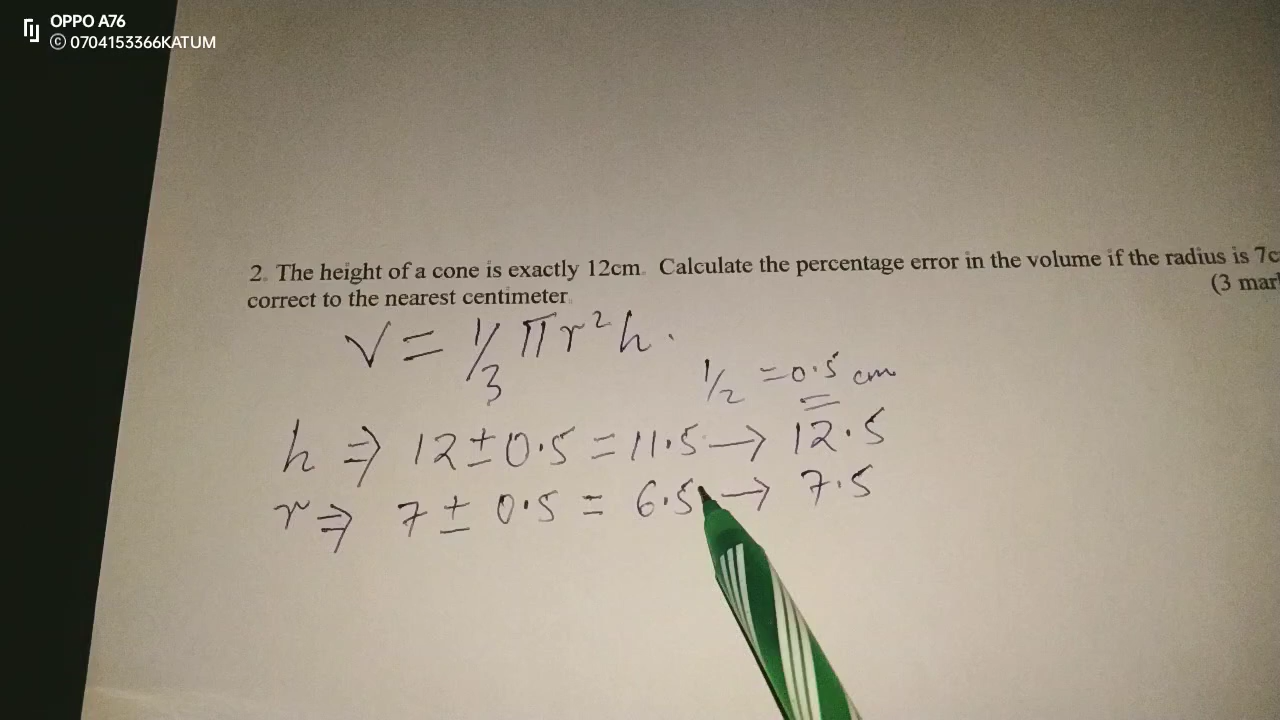 OPPO A76
© 0704153366KATUM
2. The height of a cone is exactly 12cm. Calculate the percentage error in the volume if the radius is 7c
correct to the nearest centimeter.
(3 mar
V = 1/3 πr²h.
1/2 = 0.5 cm
h ⇒ 12 ± 0.5 = 11.5 → 12.5
r ⇒ 7 ± 0.5 = 6.5 → 7.5